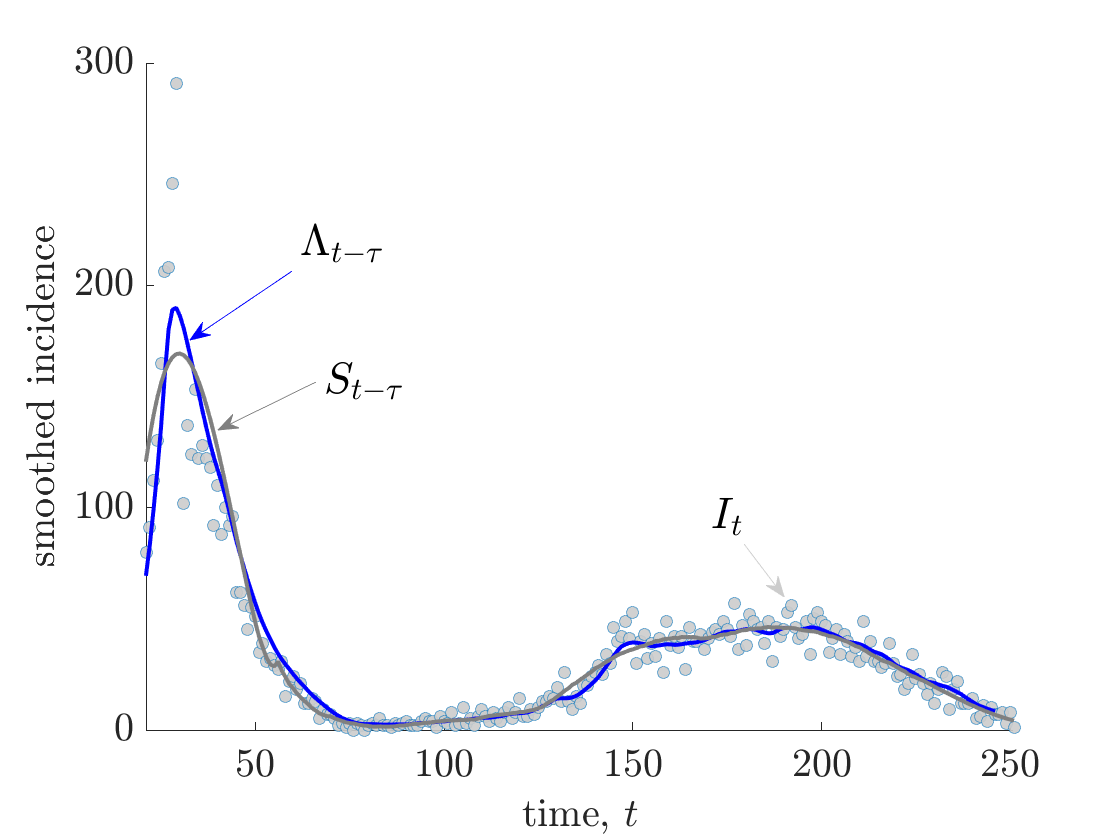 300
200
100
0
smoothed incidence
Λ_{t−τ}
S_{t−τ}
I_t
50 100 150 200 250
time, t